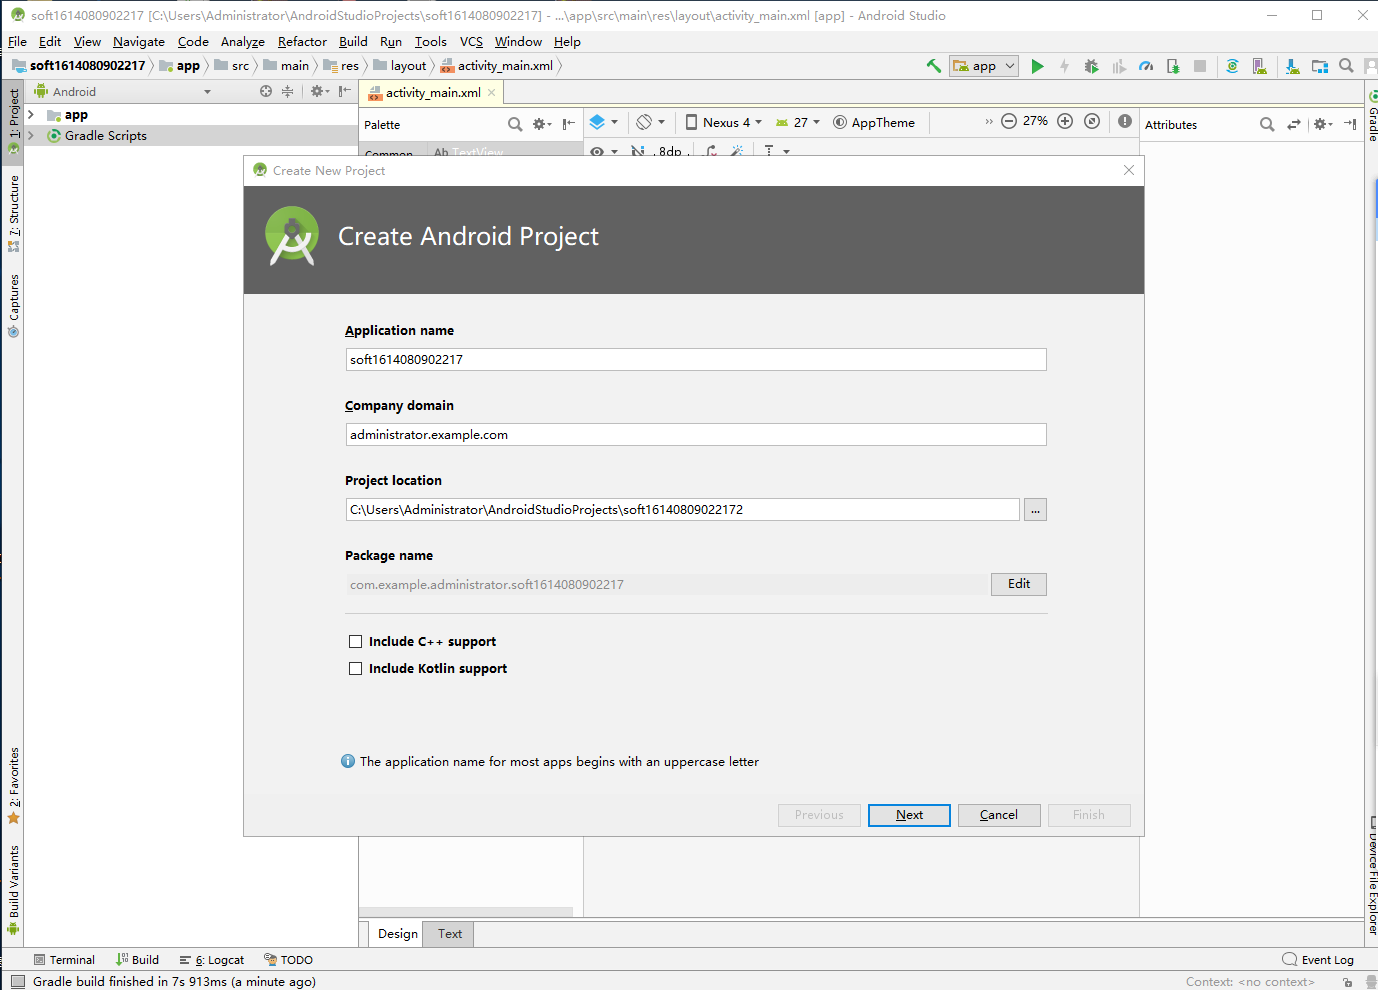 soft1614080902217 [C:\Users\Administrator\AndroidStudioProjects\soft1614080902217] - ...\app\src\main\res\layout\activity_main.xml [app] - Android Studio
File Edit View Navigate Code Analyze Refactor Build Run Tools VCS Window Help
soft1614080902217 app src main res layout activity_main.xml app
1: Project
Android
activity_main.xml
app
Gradle Scripts
Palette
Nexus 4 27 AppTheme
27%
Attributes
Gradle
Common
Ab TextView
8dp
7: Structure
Captures
2: Favorites
Build Variants
Device File Explorer
Create New Project
Create Android Project
Application name
soft1614080902217
Company domain
administrator.example.com
Project location
C:\Users\Administrator\AndroidStudioProjects\soft16140809022172
...
Package name
com.example.administrator.soft1614080902217
Edit
Include C++ support
Include Kotlin support
The application name for most apps begins with an uppercase letter
Previous Next Cancel Finish
Design Text
Terminal Build 6: Logcat TODO Event Log
Gradle build finished in 7s 913ms (a minute ago) Context: <no context>